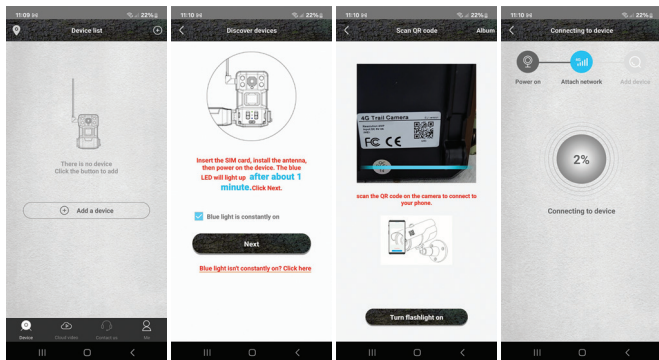 11:09
22%
Device list
There is no device
Click the button to add
Add a device
Device
Cloud video
Contact us
Me
11:10
22%
Discover devices
Insert the SIM card, install the antenna,
then power on the device. The blue
LED will light up after about 1
minute.Click Next.
Blue light is constantly on
Next
Blue light isn't constantly on? Click here
11:10
22%
Scan QR code
Album
4G Trail Camera
FC CE
scan the QR code on the camera to connect to
your phone.
Turn flashlight on
11:10
22%
Connecting to device
Power on
Attach network
Add device
2%
Connecting to device